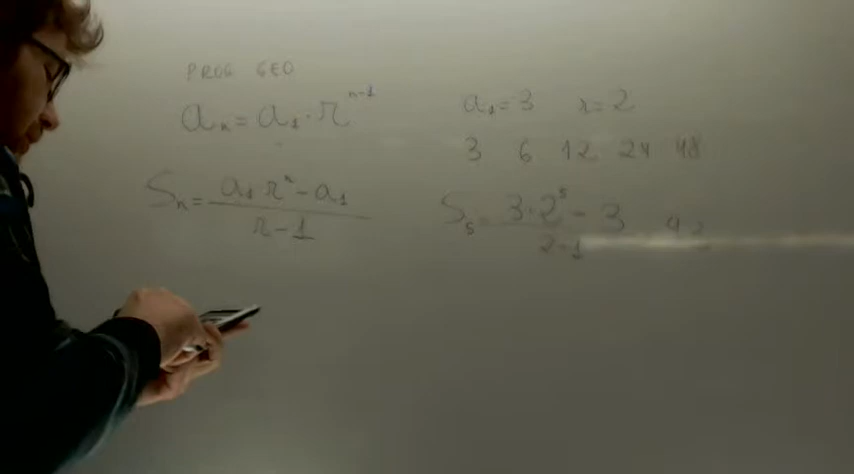 PROG GEO
aₙ = a₁ · rⁿ⁻¹
Sₙ = (a₁ rⁿ - a₁) / (r - 1)
a₁ = 3 r = 2
3 6 12 24 48
S₅ = (3 · 2⁵ - 3) / (2 - 1)